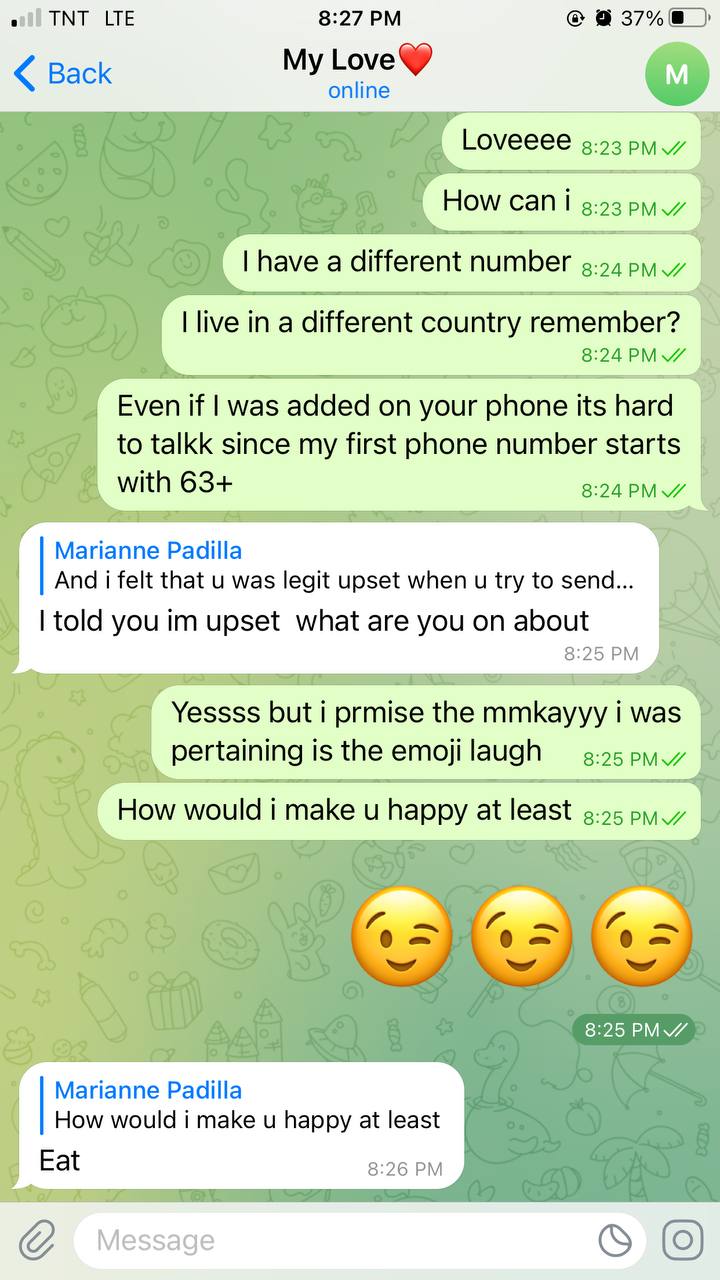 TNT LTE 8:27 PM 37%
Back My Love❤️ M
online
Loveeee 8:23 PM
How can i 8:23 PM
I have a different number 8:24 PM
I live in a different country remember?
8:24 PM
Even if I was added on your phone its hard
to talkk since my first phone number starts
with 63+ 8:24 PM
Marianne Padilla
And i felt that u was legit upset when u try to send...
I told you im upset  what are you on about
8:25 PM
Yessss but i prmise the mmkayyy i was
pertaining is the emoji laugh 8:25 PM
How would i make u happy at least 8:25 PM
😉😉😉
8:25 PM
Marianne Padilla
How would i make u happy at least
Eat 8:26 PM
Message